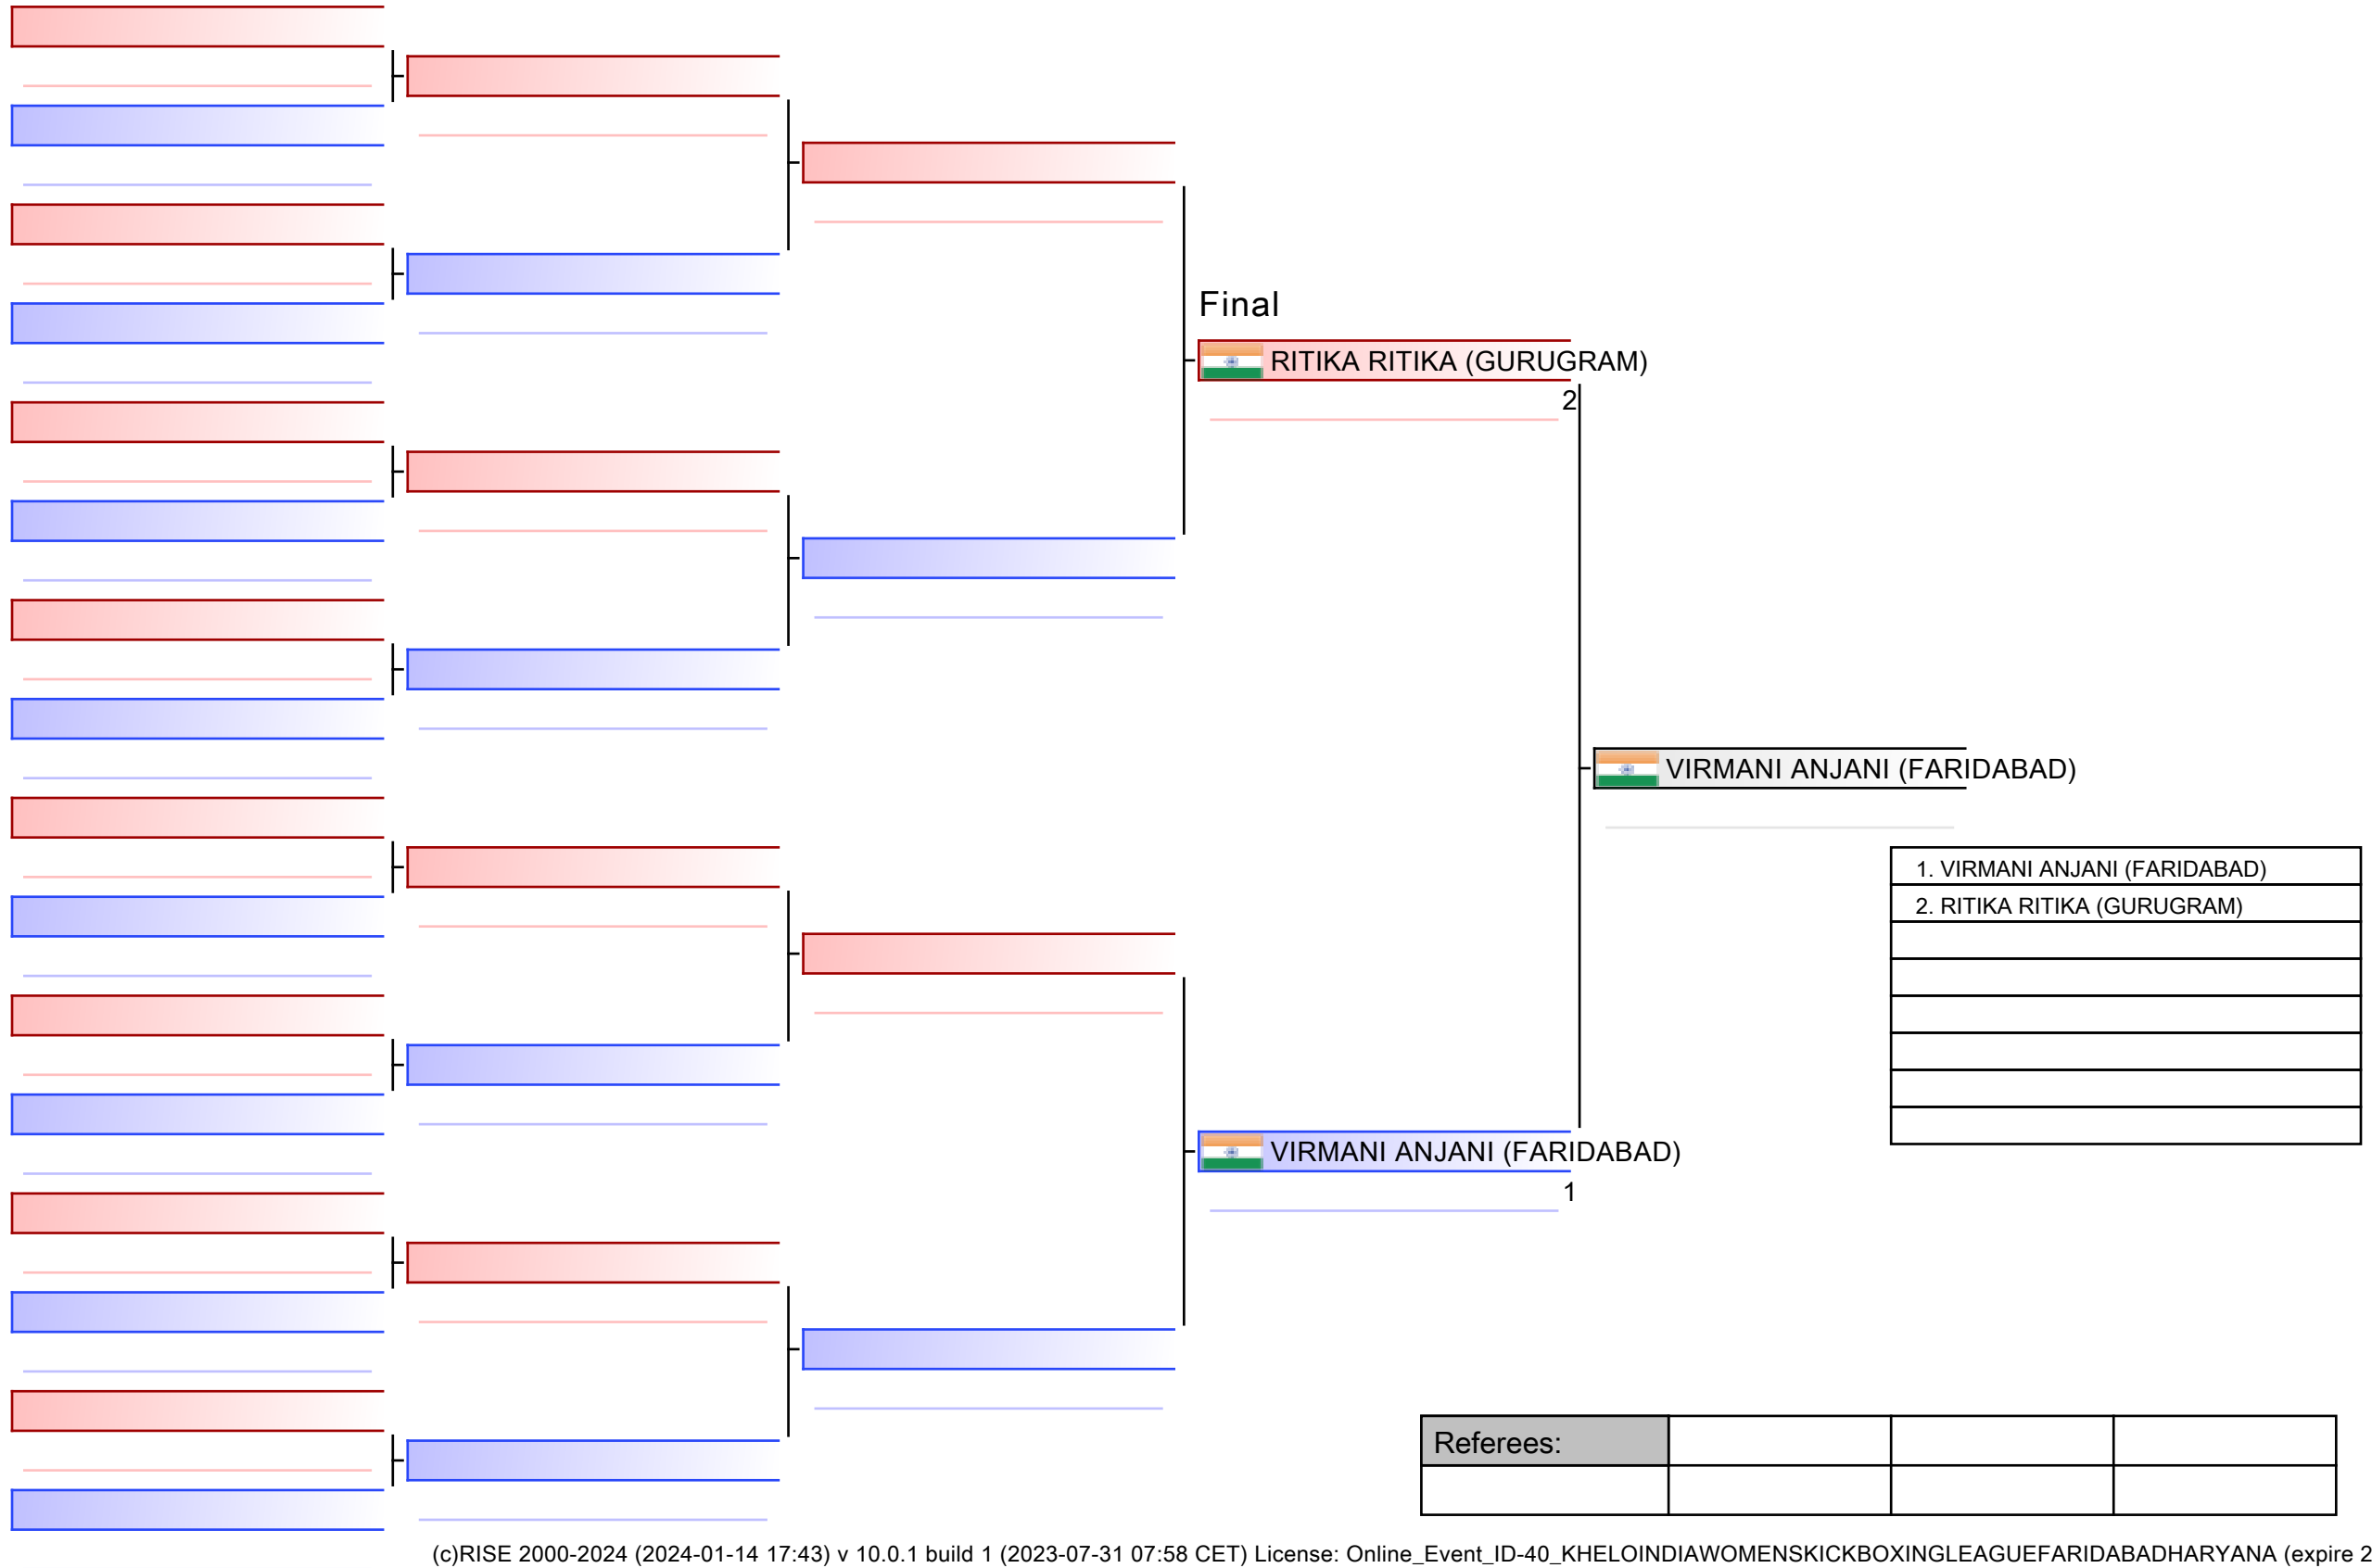 Final
RITIKA RITIKA (GURUGRAM)
2
VIRMANI ANJANI (FARIDABAD)
1. VIRMANI ANJANI (FARIDABAD)
2. RITIKA RITIKA (GURUGRAM)
VIRMANI ANJANI (FARIDABAD)
1
Referees:
(c)RISE 2000-2024 (2024-01-14 17:43) v 10.0.1 build 1 (2023-07-31 07:58 CET) License: Online_Event_ID-40_KHELOINDIAWOMENSKICKBOXINGLEAGUEFARIDABADHARYANA (expire 2